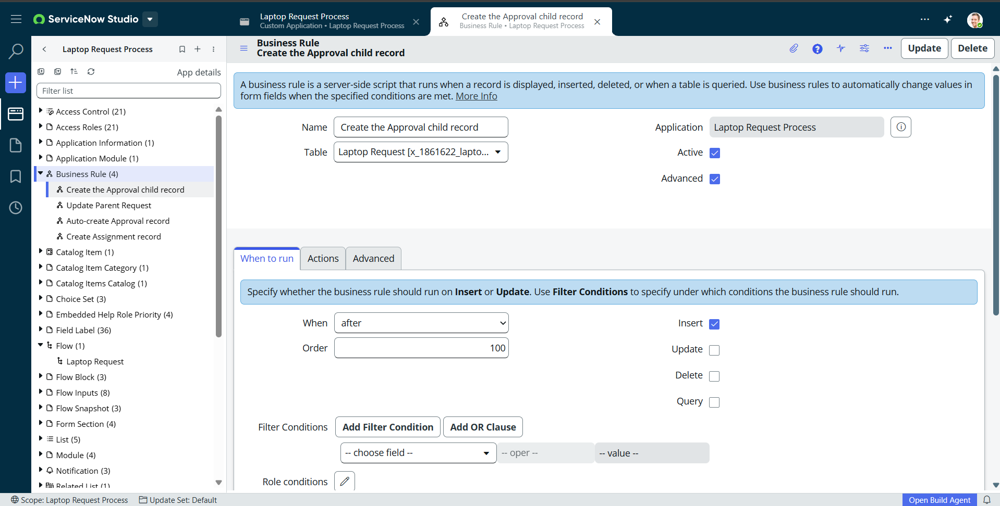 ServiceNow Studio
Laptop Request Process
Custom Application • Laptop Request Process
Create the Approval child record
Business Rule • Laptop Request Process
Laptop Request Process
App details
Filter list
Access Control (21)
Access Roles (21)
Application Information (1)
Application Module (1)
Business Rule (4)
Create the Approval child record
Update Parent Request
Auto-create Approval record
Create Assignment record
Catalog Item (1)
Catalog Item Category (1)
Catalog Items Catalog (1)
Choice Set (3)
Embedded Help Role Priority (4)
Field Label (36)
Flow (1)
Laptop Request
Flow Block (3)
Flow Inputs (8)
Flow Snapshot (3)
Form Section (4)
List (5)
Module (4)
Notification (3)
Related List (1)
Business Rule
Create the Approval child record
Update
Delete
A business rule is a server-side script that runs when a record is displayed, inserted, deleted, or when a table is queried. Use business rules to automatically change values in
form fields when the specified conditions are met. More Info
Name Create the Approval child record
Table Laptop Request [x_1861622_lapto...
Application Laptop Request Process
Active
Advanced
When to run Actions Advanced
Specify whether the business rule should run on Insert or Update. Use Filter Conditions to specify under which conditions the business rule should run.
When after
Order 100
Insert
Update
Delete
Query
Filter Conditions Add Filter Condition Add OR Clause
-- choose field -- -- oper -- -- value --
Role conditions
Scope: Laptop Request Process Update Set: Default
Open Build Agent